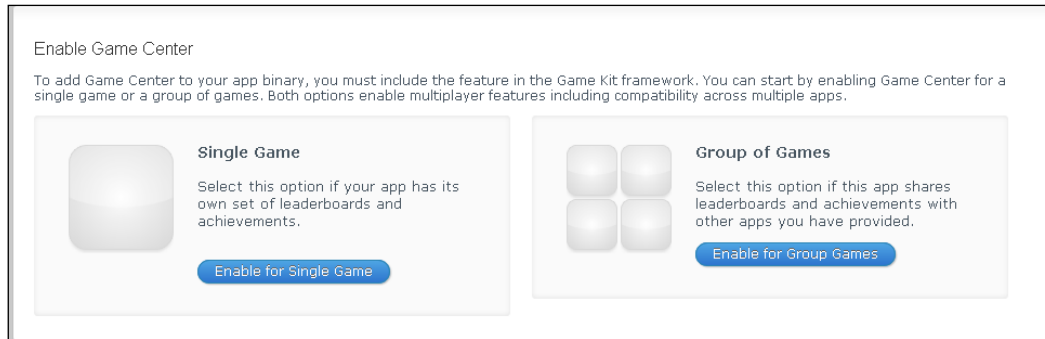 Enable Game Center
To add Game Center to your app binary, you must include the feature in the Game Kit framework. You can start by enabling Game Center for a
single game or a group of games. Both options enable multiplayer features including compatibility across multiple apps.
Single Game
Select this option if your app has its
own set of leaderboards and
achievements.
Enable for Single Game
Group of Games
Select this option if this app shares
leaderboards and achievements with
other apps you have provided.
Enable for Group Games